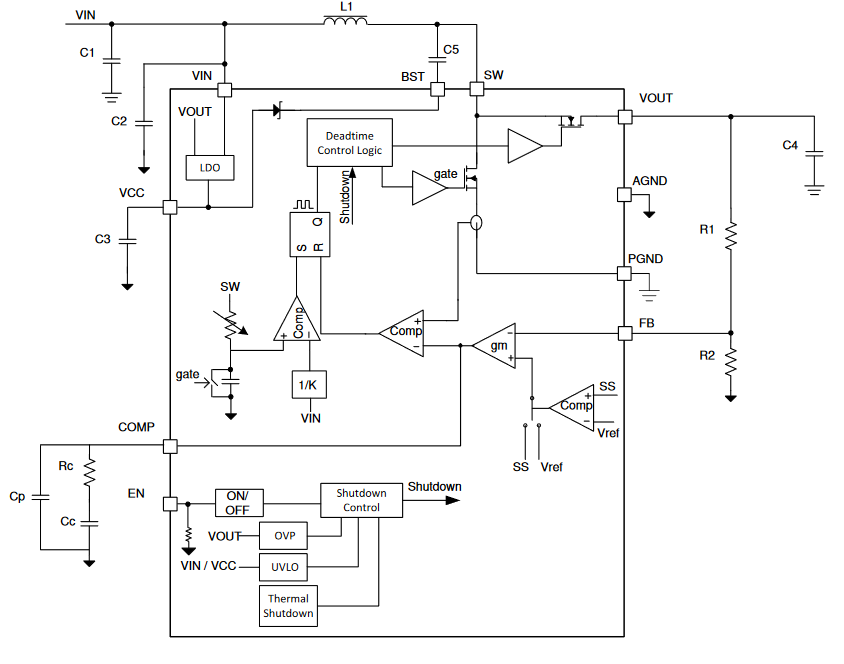 VIN
L1
C1
C5
VIN
BST
SW
VOUT
VOUT
C2
Deadtime
Control Logic
C4
LDO
gate
AGND
VCC
Shutdown
Q
R1
C3
S
R
PGND
SW
FB
Comp
+
−
Comp
+
−
gm
−
+
R2
gate
1/K
SS
Comp
+
−
VIN
Vref
COMP
SS
Vref
Rc
Cp
EN
ON/
OFF
Shutdown
Control
Shutdown
Cc
VOUT
OVP
VIN / VCC
UVLO
Thermal
Shutdown